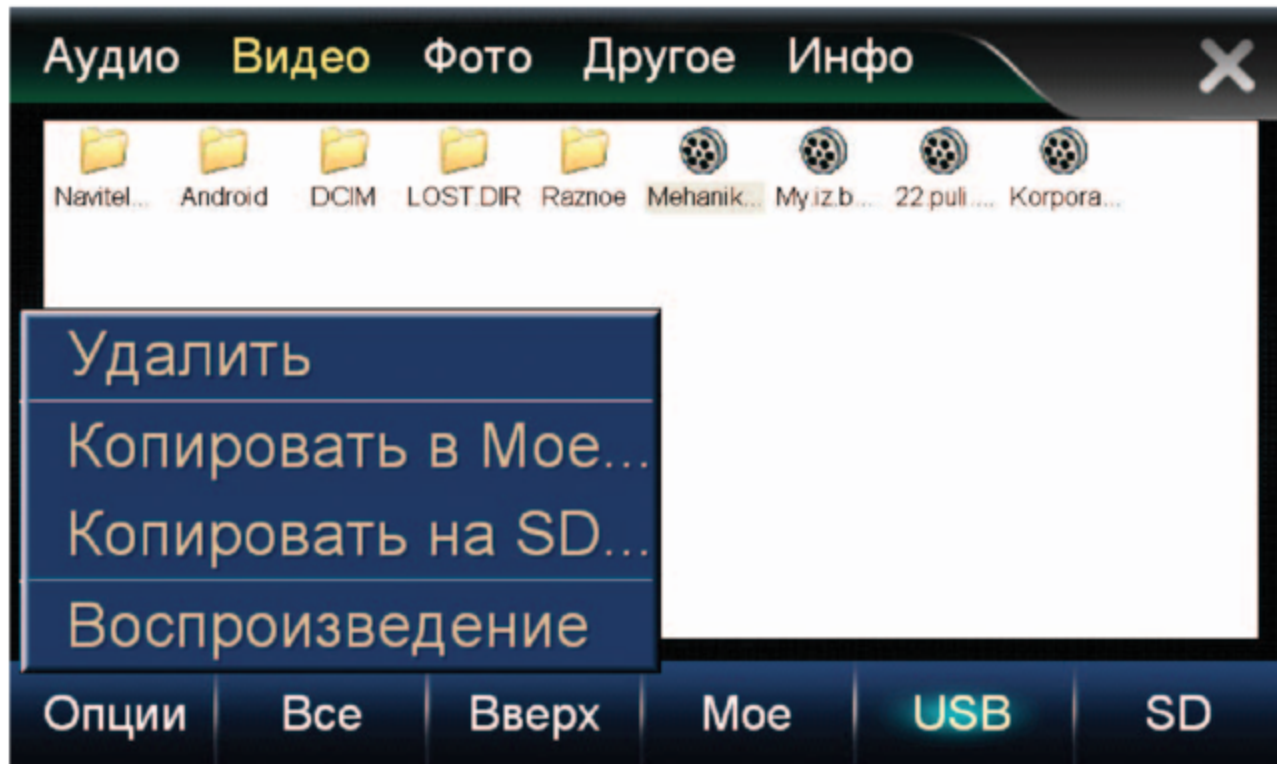 Аудио Видео Фото Другое Инфо
Navitel... Android DCIM LOST.DIR Raznoe Mehanik... My.iz.b... 22.puli.... Korpora...
Удалить
Копировать в Мое...
Копировать на SD...
Воспроизведение
Опции Все Вверх Мое USB SD